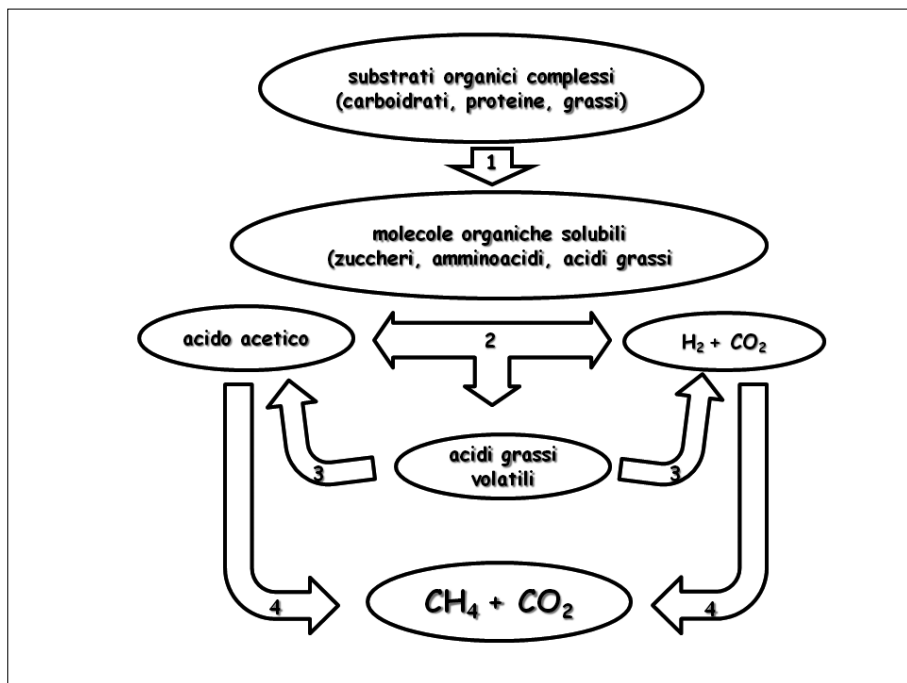 substrati organici complessi
(carboidrati, proteine, grassi)
1
molecole organiche solubili
(zuccheri, amminoacidi, acidi grassi
acido acetico
2
H₂ + CO₂
acidi grassi
volatili
3
3
CH₄ + CO₂
4
4